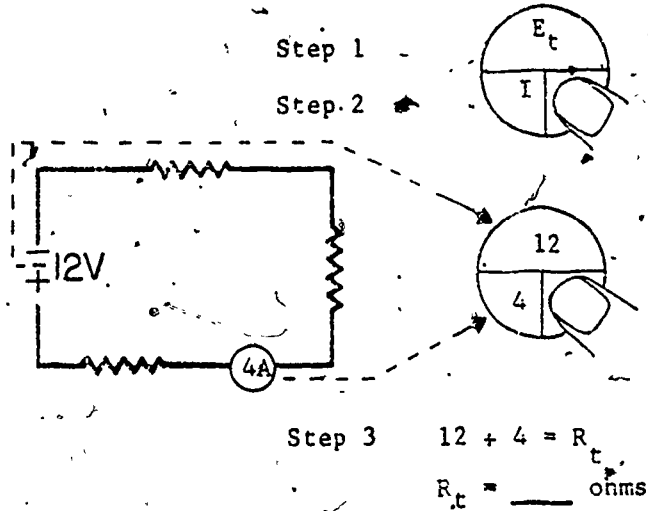 E_t
Step 1
I
Step 2
12V
12
4
4A
Step 3 12 + 4 = R_t
R_t = ____ ohms